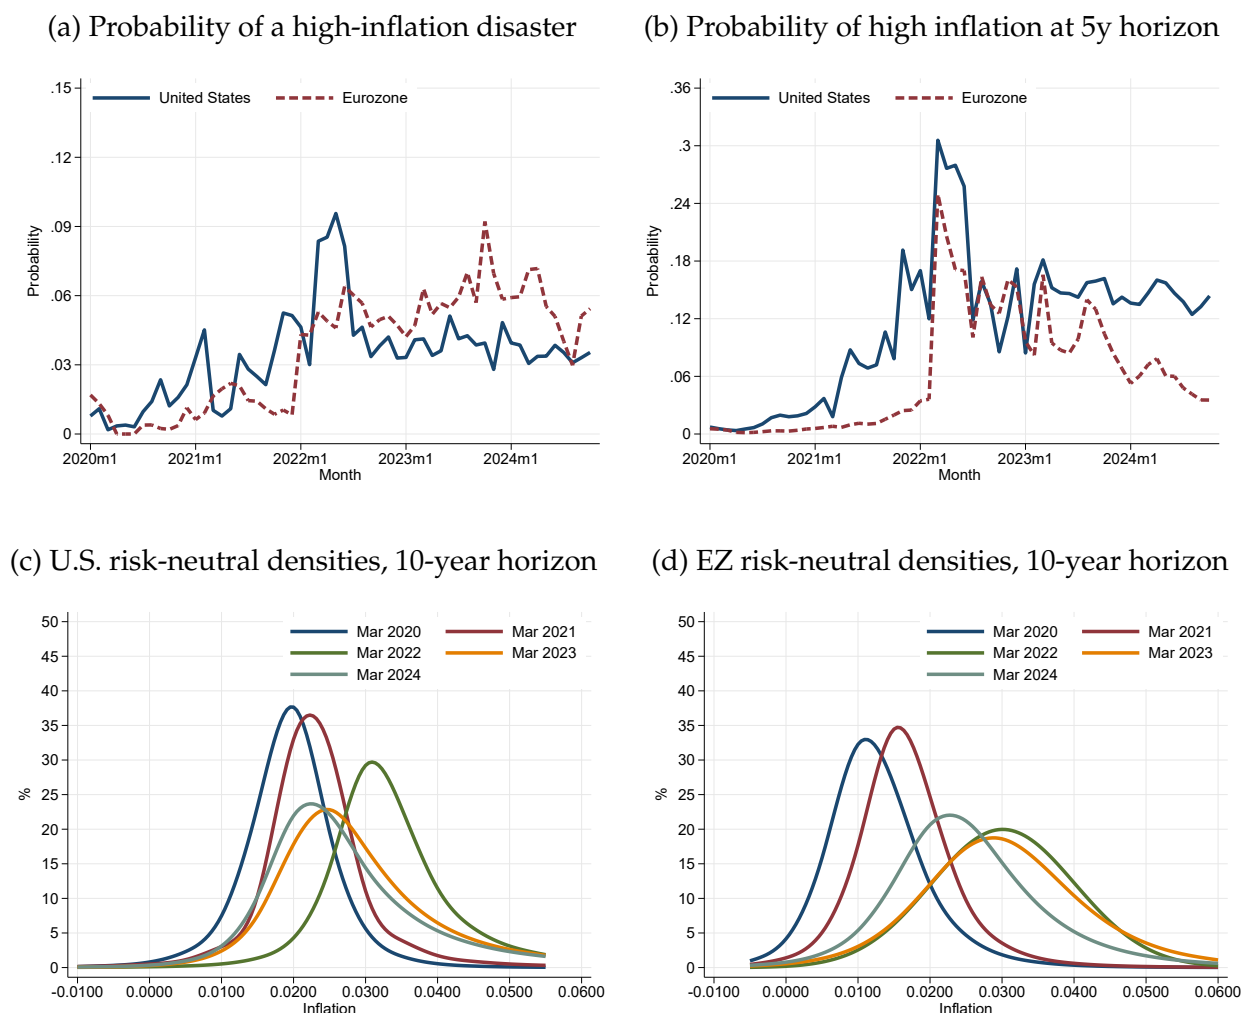 (a) Probability of a high-inflation disaster
(b) Probability of high inflation at 5y horizon
.15
.12
.09
.06
.03
0
Probability
United States
Eurozone
2020m1
2021m1
2022m1
2023m1
2024m1
Month
.36
.3
.24
.18
.12
.06
0
Probability
United States
Eurozone
2020m1
2021m1
2022m1
2023m1
2024m1
Month
(c) U.S. risk-neutral densities, 10-year horizon
(d) EZ risk-neutral densities, 10-year horizon
50
45
40
35
30
25
20
15
10
5
0
%
Mar 2020
Mar 2021
Mar 2022
Mar 2023
Mar 2024
-0.0100
0.0000
0.0100
0.0200
0.0300
0.0400
0.0500
0.0600
Inflation
50
45
40
35
30
25
20
15
10
5
0
%
Mar 2020
Mar 2021
Mar 2022
Mar 2023
Mar 2024
-0.0100
0.0000
0.0100
0.0200
0.0300
0.0400
0.0500
0.0600
Inflation